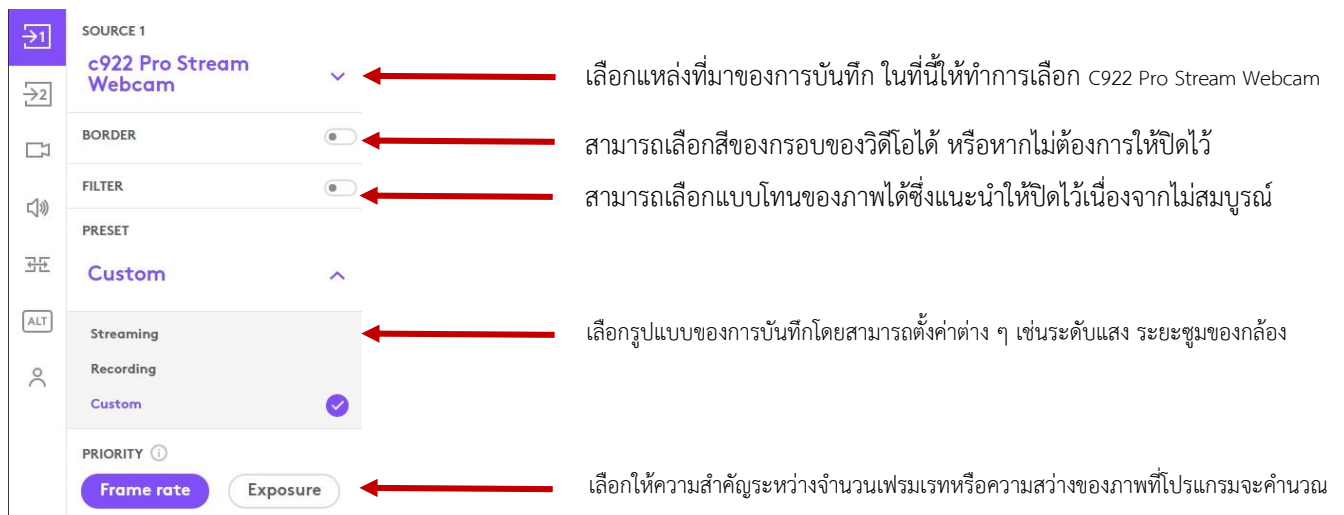 SOURCE 1
c922 Pro Stream
Webcam
เลือกแหล่งที่มาของการบันทึก ในที่นี้ให้ทำการเลือก C922 Pro Stream Webcam
BORDER
สามารถเลือกสีของกรอบของวิดีโอได้ หรือหากไม่ต้องการให้ปิดไว้
FILTER
สามารถเลือกแบบโทนของภาพได้ซึ่งแนะนำให้ปิดไว้เนื่องจากไม่สมบูรณ์
PRESET
Custom
Streaming
เลือกรูปแบบของการบันทึกโดยสามารถตั้งค่าต่าง ๆ เช่นระดับแสง ระยะซูมของกล้อง
Recording
Custom
PRIORITY
Frame rate
Exposure
เลือกให้ความสำคัญระหว่างจำนวนเฟรมเรทหรือความสว่างของภาพที่โปรแกรมจะคำนวณ
1
2
ALT